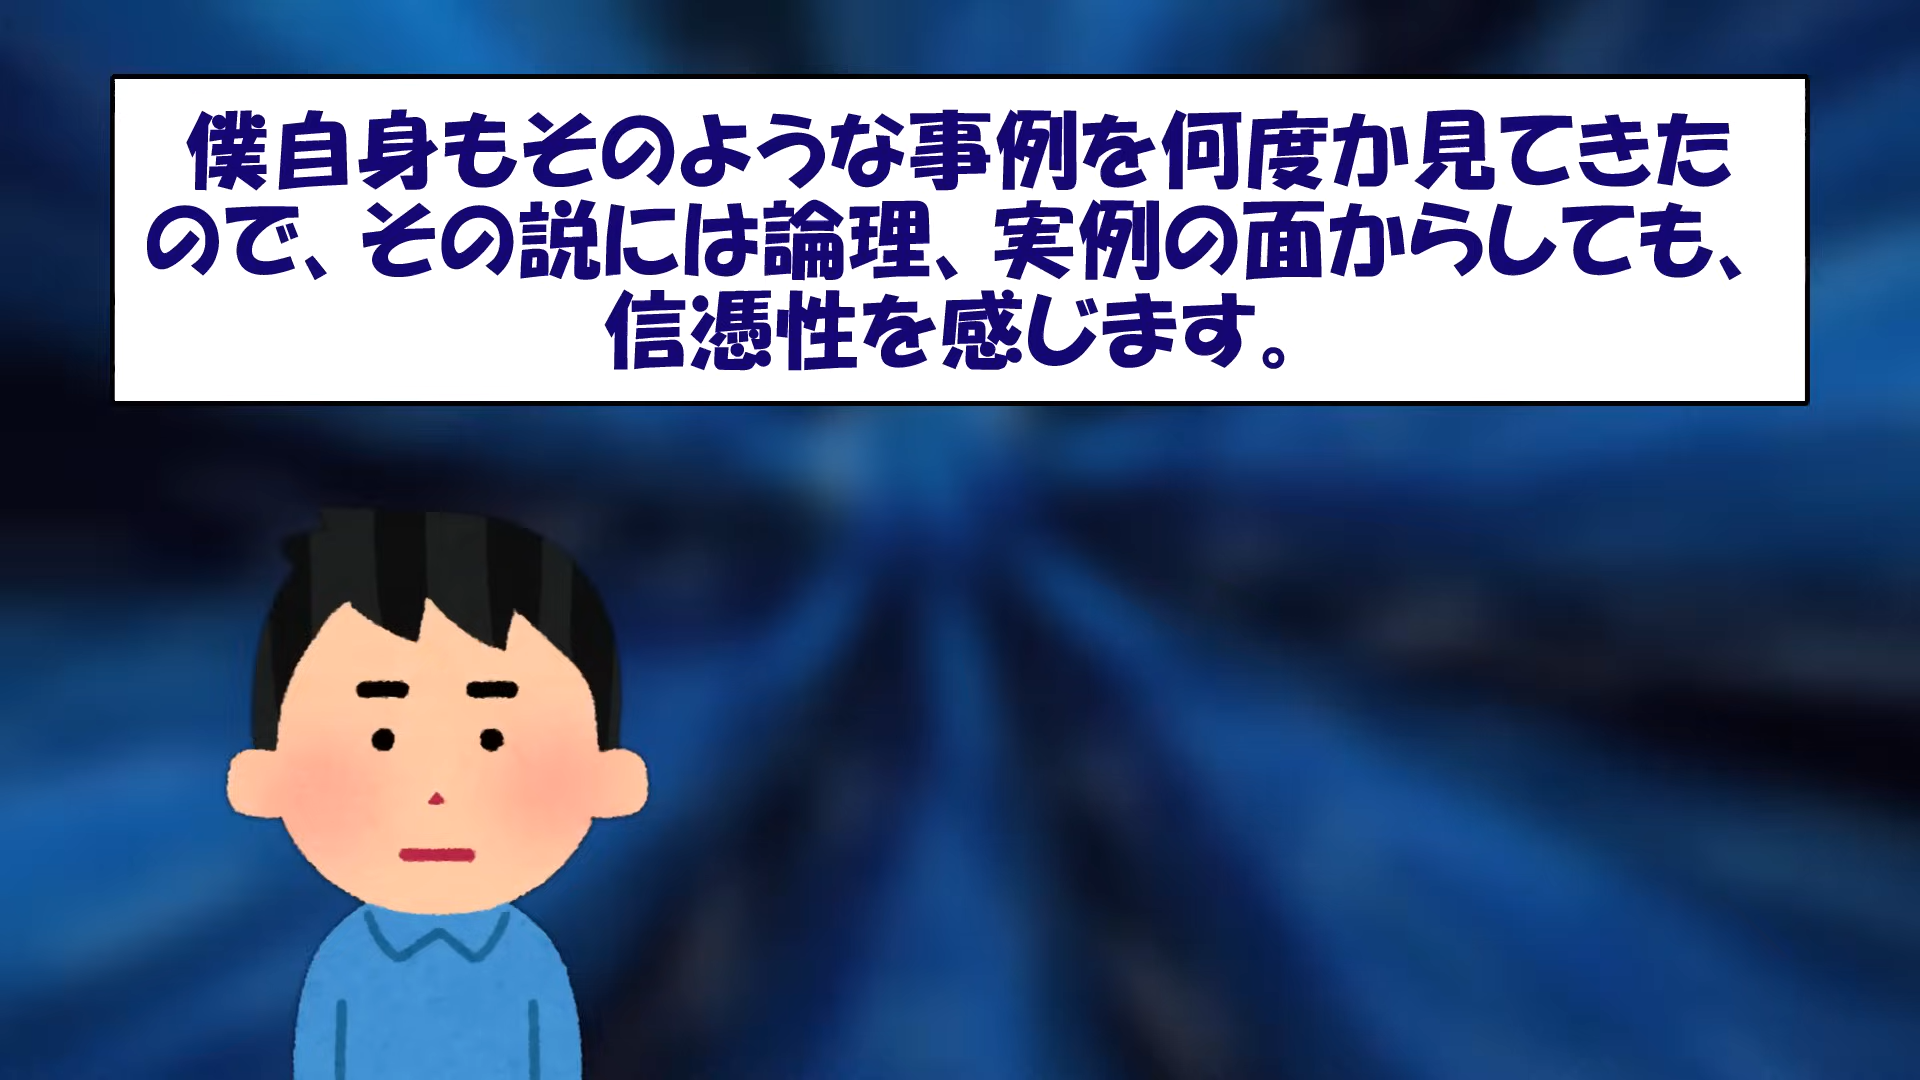 僕自身もそのような事例を何度か見てきた
ので、その説には論理、実例の面からしても、
信憑性を感じます。